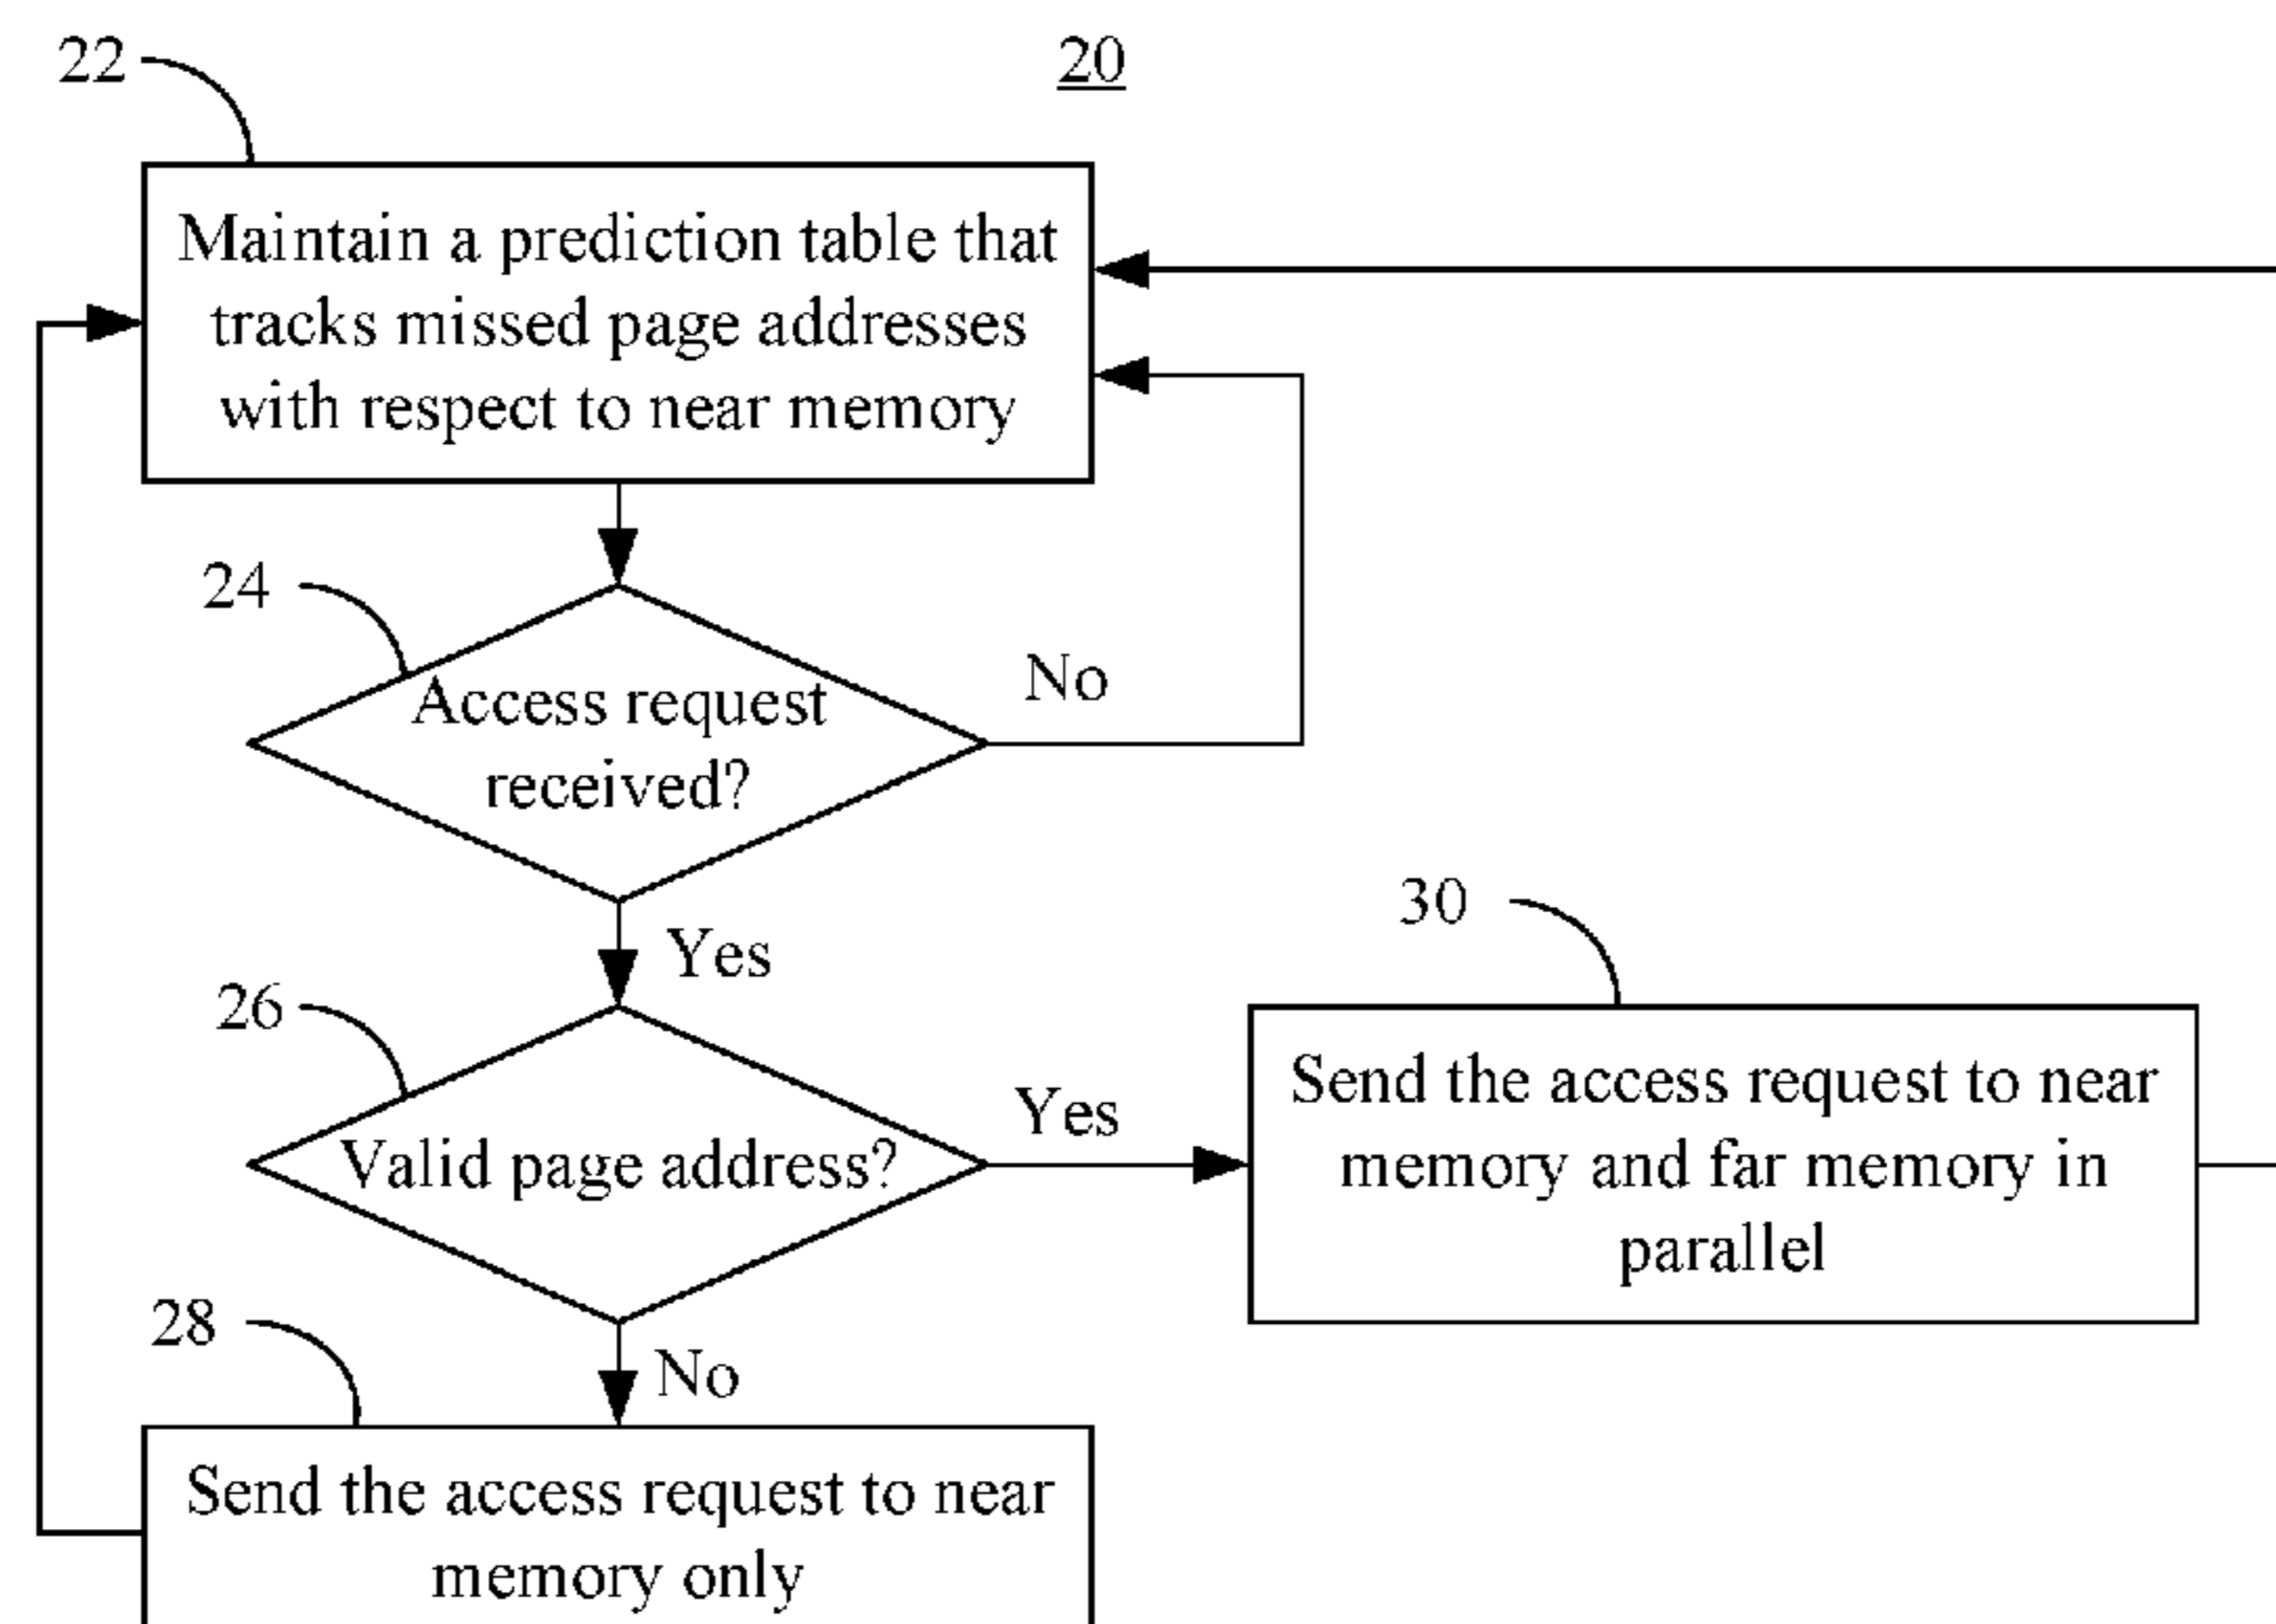 22
20
Maintain a prediction table that
tracks missed page addresses
with respect to near memory
24
Access request
received?
No
Yes
26
Valid page address?
Yes
30
Send the access request to near
memory and far memory in
parallel
28
No
Send the access request to near
memory only